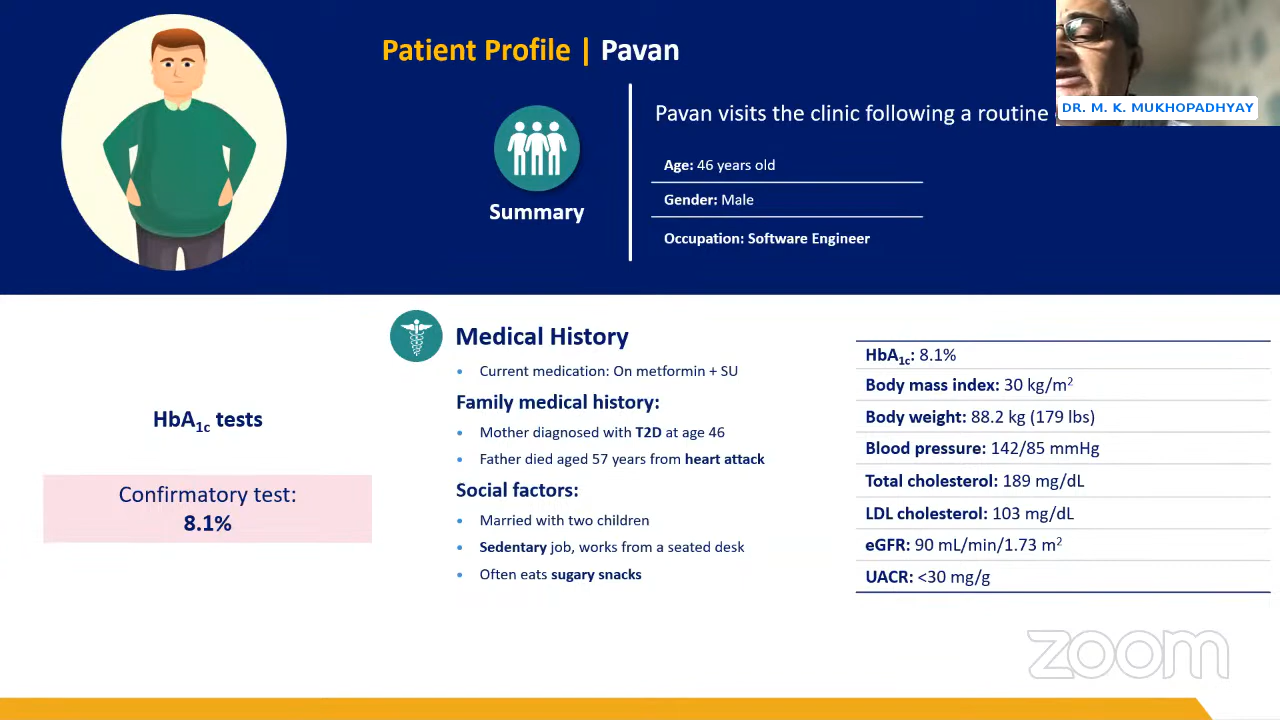 Patient Profile | Pavan
DR. M. K. MUKHOPADHYAY
Pavan visits the clinic following a routine
Summary
Age: 46 years old
Gender: Male
Occupation: Software Engineer
HbA1c tests
Confirmatory test:
8.1%
Medical History
• Current medication: On metformin + SU
Family medical history:
• Mother diagnosed with T2D at age 46
• Father died aged 57 years from heart attack
Social factors:
• Married with two children
• Sedentary job, works from a seated desk
• Often eats sugary snacks
HbA1c: 8.1%
Body mass index: 30 kg/m2
Body weight: 88.2 kg (179 lbs)
Blood pressure: 142/85 mmHg
Total cholesterol: 189 mg/dL
LDL cholesterol: 103 mg/dL
eGFR: 90 mL/min/1.73 m2
UACR: <30 mg/g
zoom